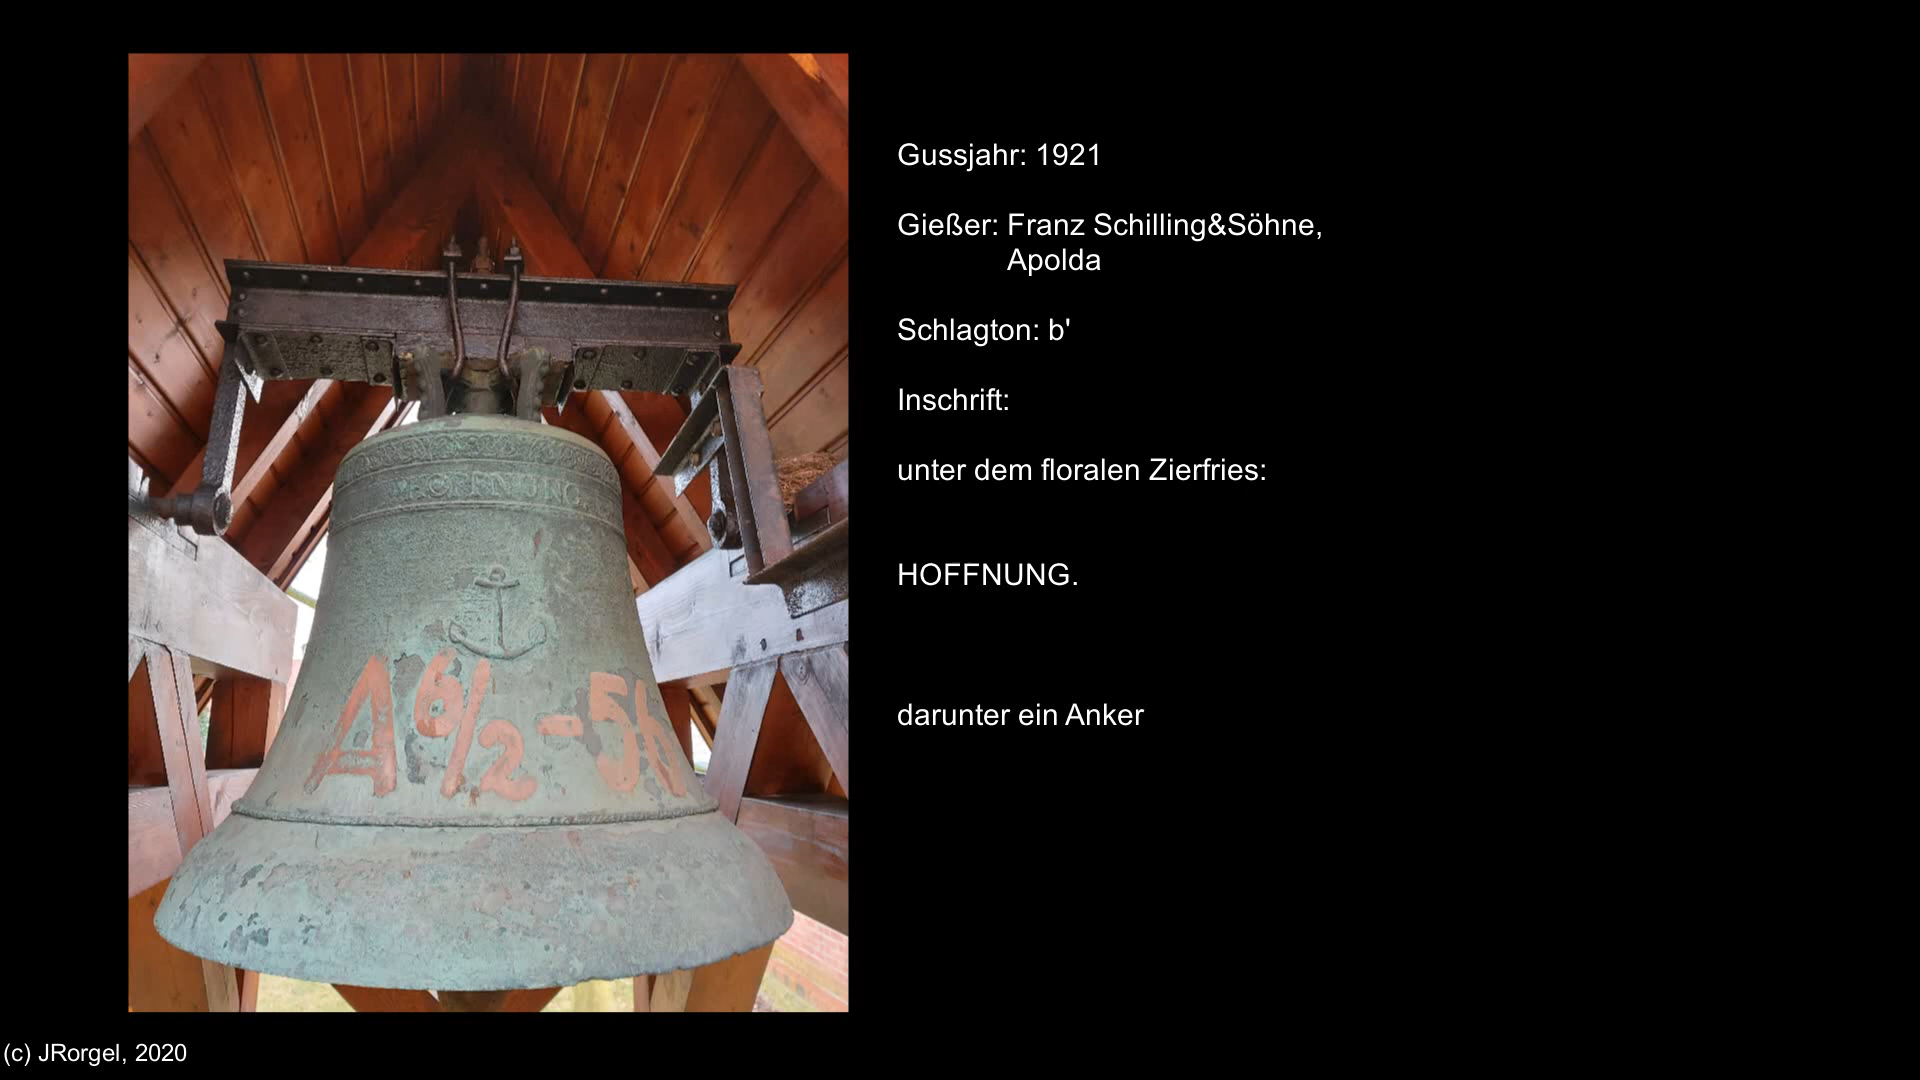 HOFFNUNG.
A 6/2-56
Gussjahr: 1921
Gießer: Franz Schilling&Söhne,
Apolda
Schlagton: b'
Inschrift:
unter dem floralen Zierfries:
HOFFNUNG.
darunter ein Anker
(c) JRorgel, 2020